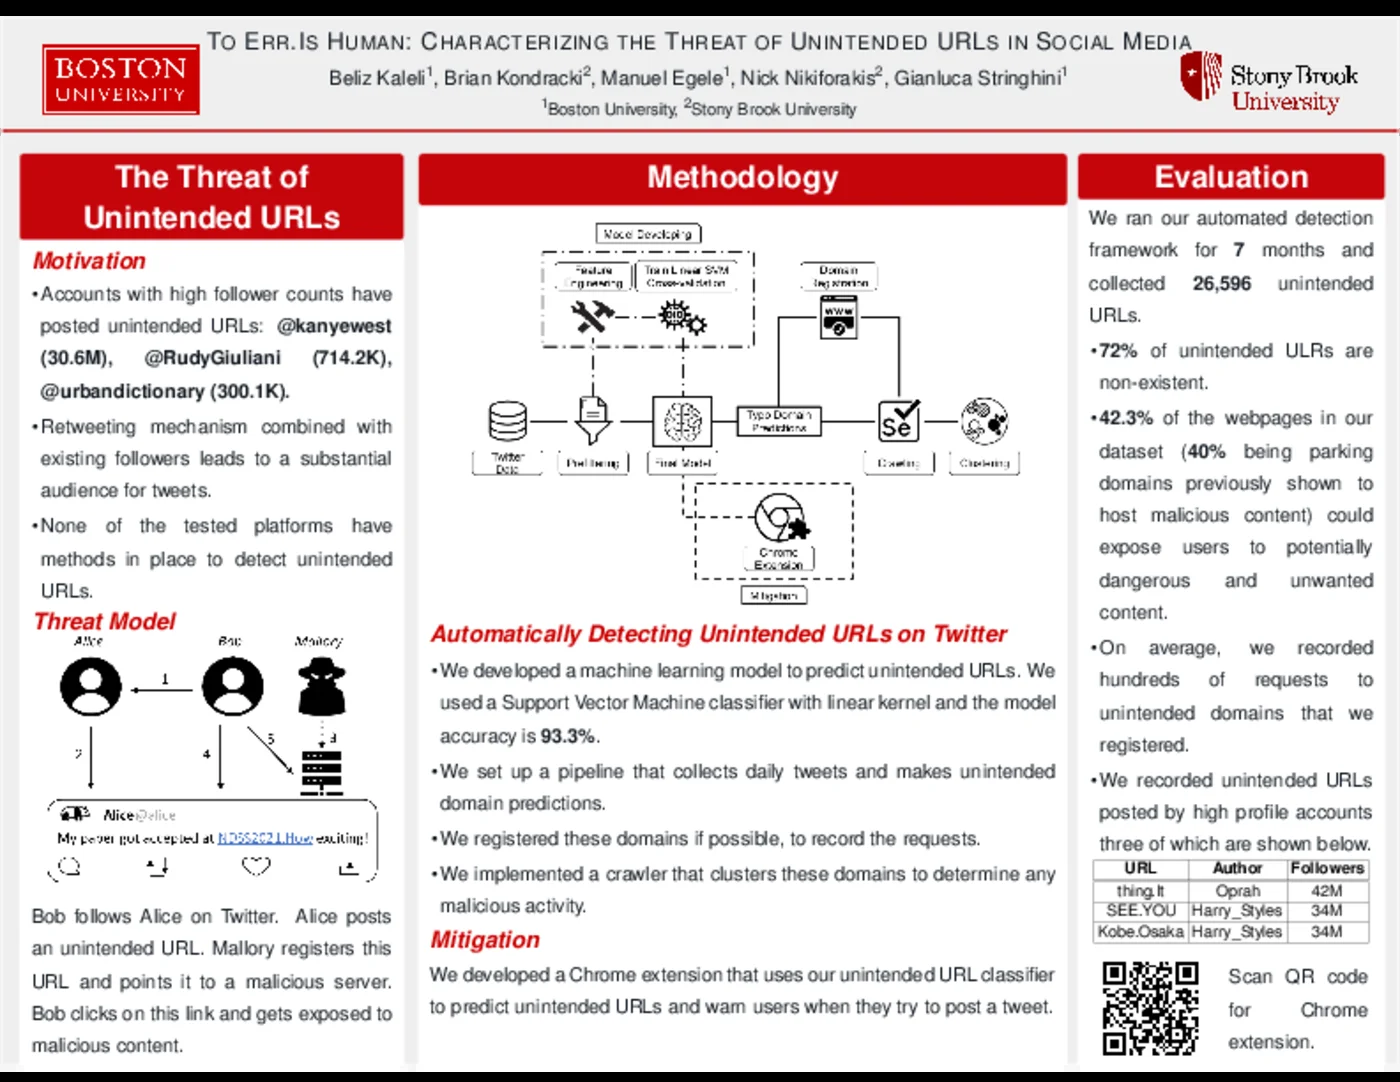 TO ERR.IS HUMAN: CHARACTERIZING THE THREAT OF UNINTENDED URLS IN SOCIAL MEDIA
BOSTON
UNIVERSITY
Beliz Kaleli1, Brian Kondracki2, Manuel Egele1, Nick Nikiforakis2, Gianluca Stringhini1
1Boston University, 2Stony Brook University
Stony Brook
University
The Threat of
Unintended URLs
Motivation
•Accounts with high follower counts have
posted unintended URLs: @kanyewest
(30.6M), @RudyGiuliani (714.2K),
@urbandictionary (300.1K).
•Retweeting mechanism combined with
existing followers leads to a substantial
audience for tweets.
•None of the tested platforms have
methods in place to detect unintended
URLs.
Threat Model
Alice Bob Mallory
1
2 4 5 3
Alice@alice
My paper got accepted at NDSS2021.How exciting!
Bob follows Alice on Twitter. Alice posts
an unintended URL. Mallory registers this
URL and points it to a malicious server.
Bob clicks on this link and gets exposed to
malicious content.
Methodology
Model Developing
Feature
Engineering
Train Linear SVM
Cross-validation
Domain
Registration
WWW
Twitter
Data
Prefiltering
Final Model
Typo Domain
Predictions
Se
Crawling
Clustering
Chrome
Extension
Mitigation
Automatically Detecting Unintended URLs on Twitter
•We developed a machine learning model to predict unintended URLs. We
used a Support Vector Machine classifier with linear kernel and the model
accuracy is 93.3%.
•We set up a pipeline that collects daily tweets and makes unintended
domain predictions.
•We registered these domains if possible, to record the requests.
•We implemented a crawler that clusters these domains to determine any
malicious activity.
Mitigation
We developed a Chrome extension that uses our unintended URL classifier
to predict unintended URLs and warn users when they try to post a tweet.
Evaluation
We ran our automated detection
framework for 7 months and
collected 26,596 unintended
URLs.
•72% of unintended ULRs are
non-existent.
•42.3% of the webpages in our
dataset (40% being parking
domains previously shown to
host malicious content) could
expose users to potentially
dangerous and unwanted
content.
•On average, we recorded
hundreds of requests to
unintended domains that we
registered.
•We recorded unintended URLs
posted by high profile accounts
three of which are shown below.
URL Author Followers
thing.It Oprah 42M
SEE.YOU Harry_Styles 34M
Kobe.Osaka Harry_Styles 34M
Scan QR code
for Chrome
extension.